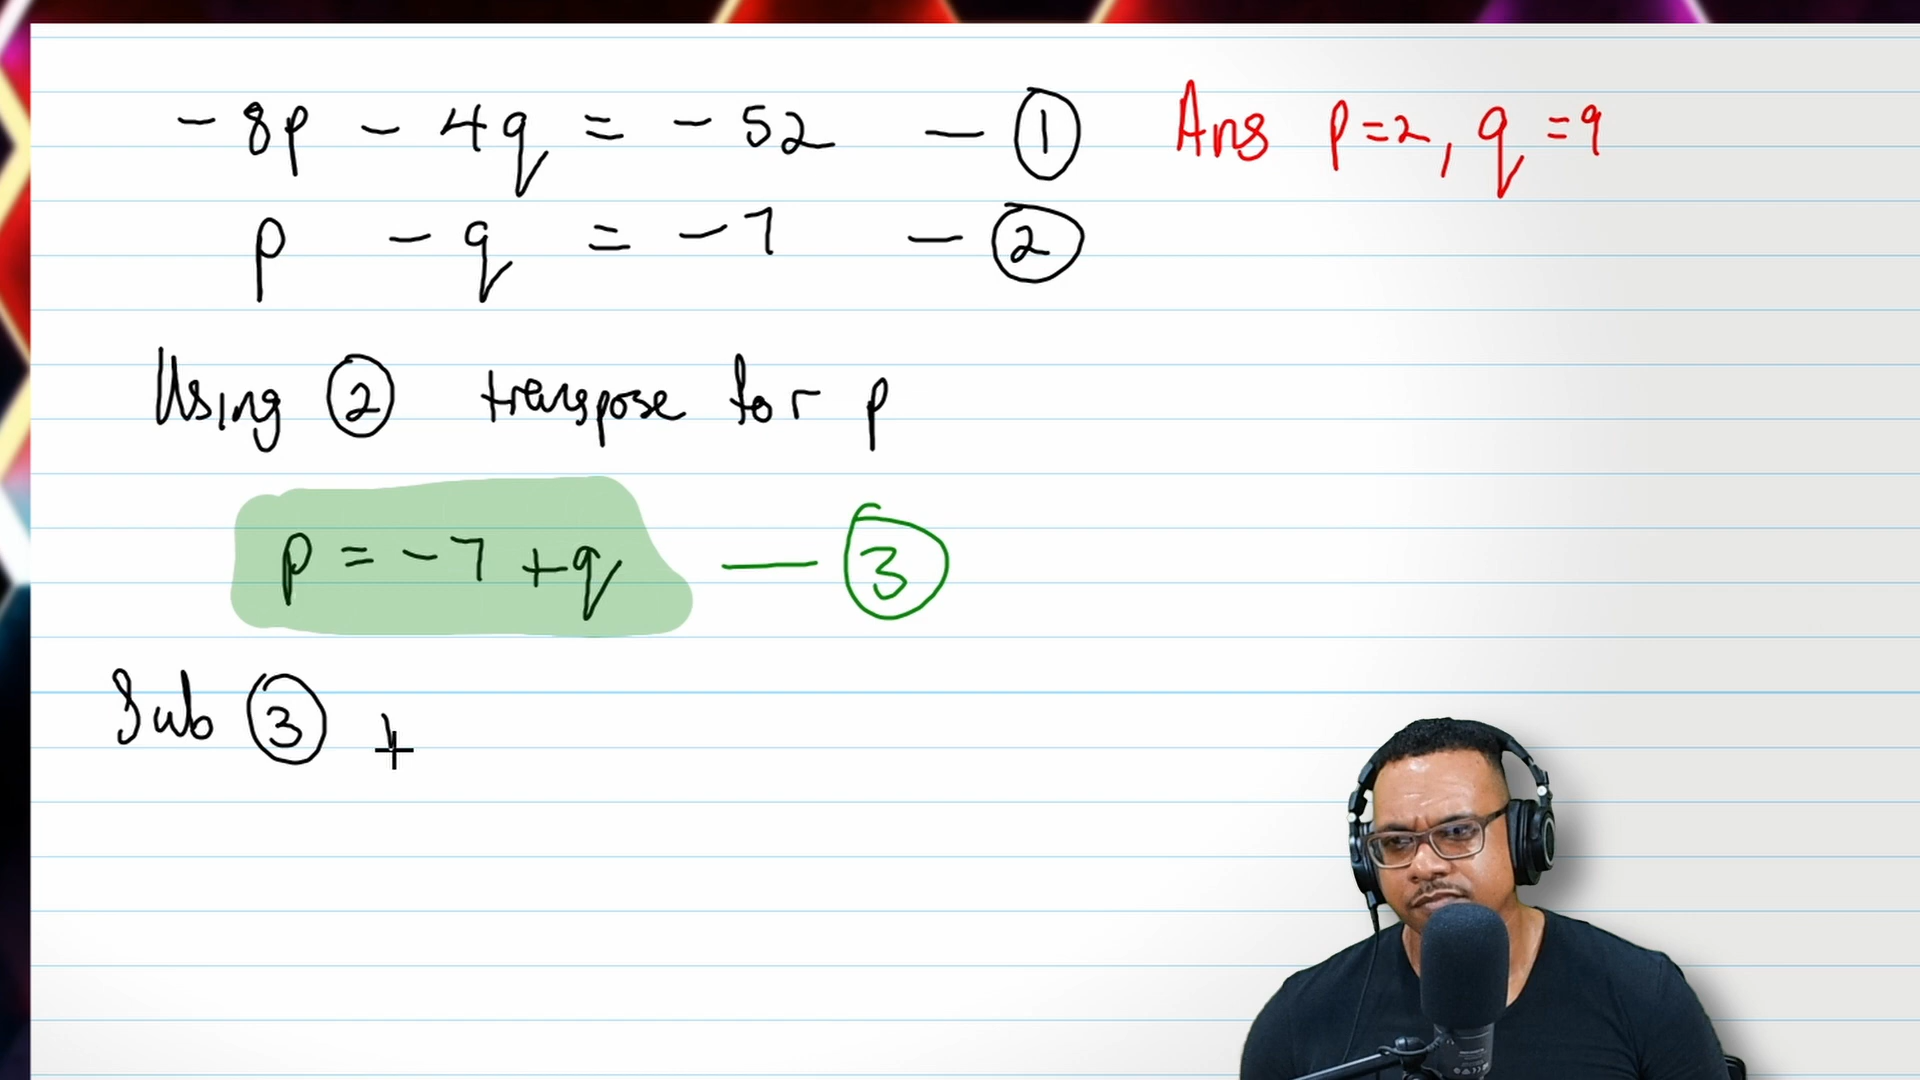 - 8p - 4q = - 52 - ① Ans p=2, q =9
p - q = - 7 - ②
Using ② transpose for p
p = - 7 + q — ③
Sub ③